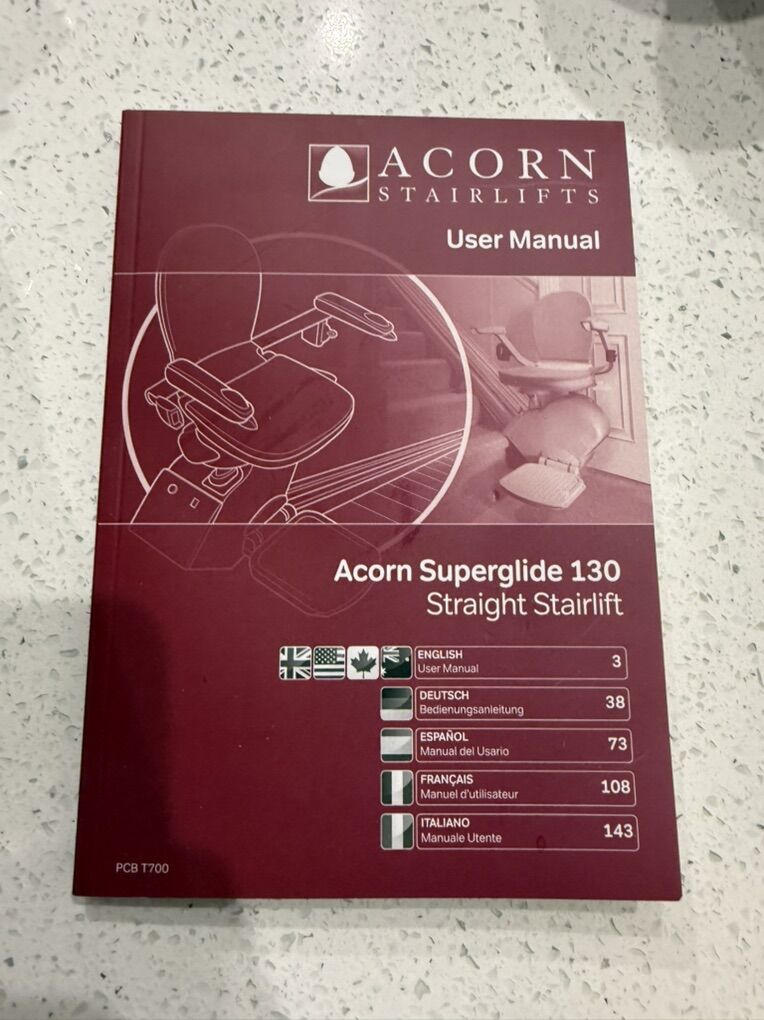 ACORN
STAIRLIFTS
User Manual
Acorn Superglide 130
Straight Stairlift
ENGLISH
User Manual 3
DEUTSCH
Bedienungsanleitung 38
ESPAÑOL
Manual del Usario 73
FRANÇAIS
Manuel d'utilisateur 108
ITALIANO
Manuale Utente 143
PCB T700